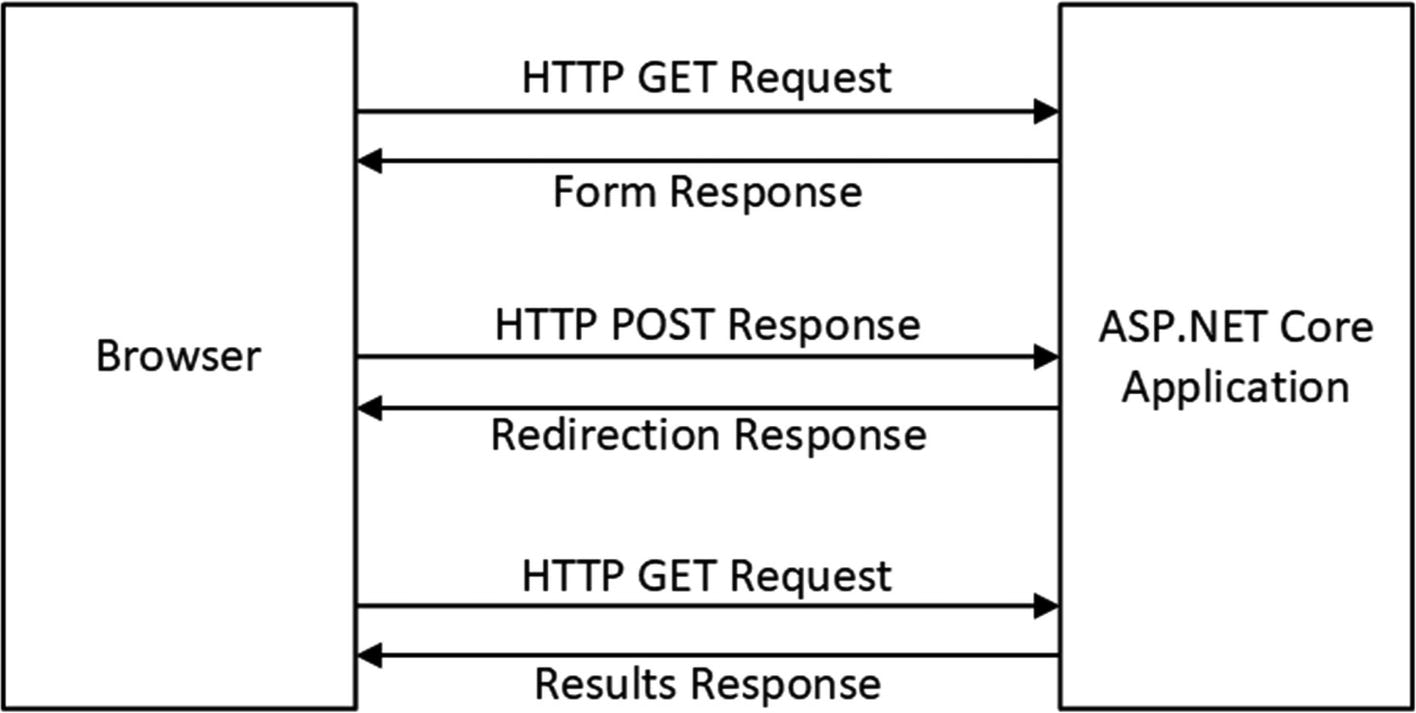 HTTP GET Request
Form Response
HTTP POST Response
Browser
ASP.NET Core
Application
Redirection Response
HTTP GET Request
Results Response